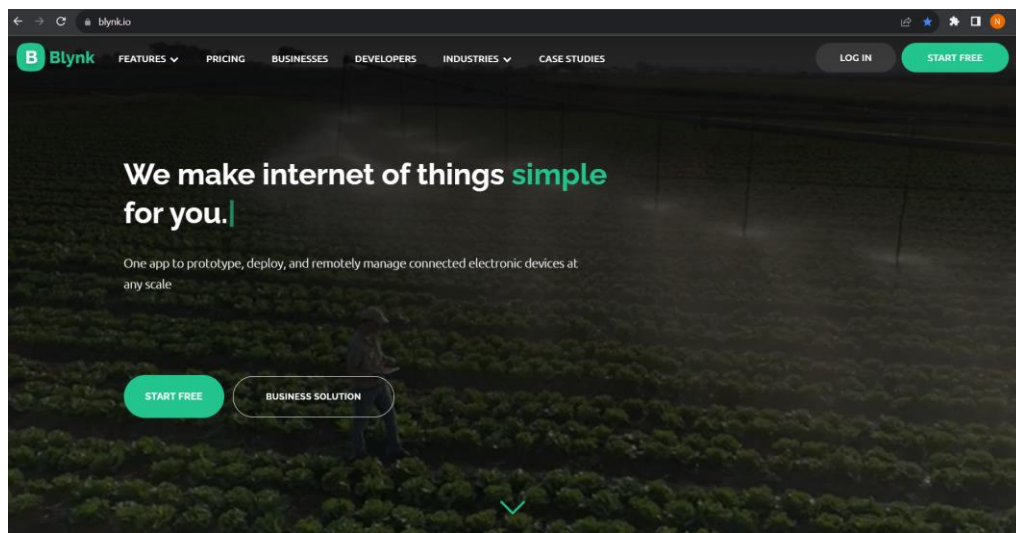 blynk.io
B Blynk FEATURES PRICING BUSINESSES DEVELOPERS INDUSTRIES CASE STUDIES LOG IN START FREE
We make internet of things simple
for you.
One app to prototype, deploy, and remotely manage connected electronic devices at
any scale
START FREE BUSINESS SOLUTION